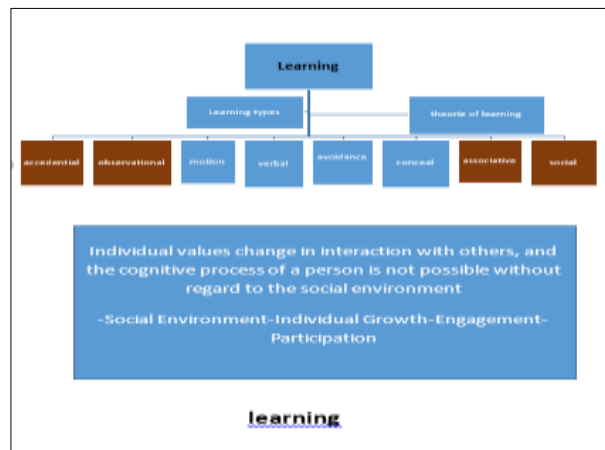 Learning
Learning types
theorie of learning
accedential
observational
motion
verbal
avoidance
conceal
associative
social
Individual values change in interaction with others, and
the cognitive process of a person is not possible without
regard to the social environment
-Social Environment-Individual Growth-Engagement-
Participation
learning